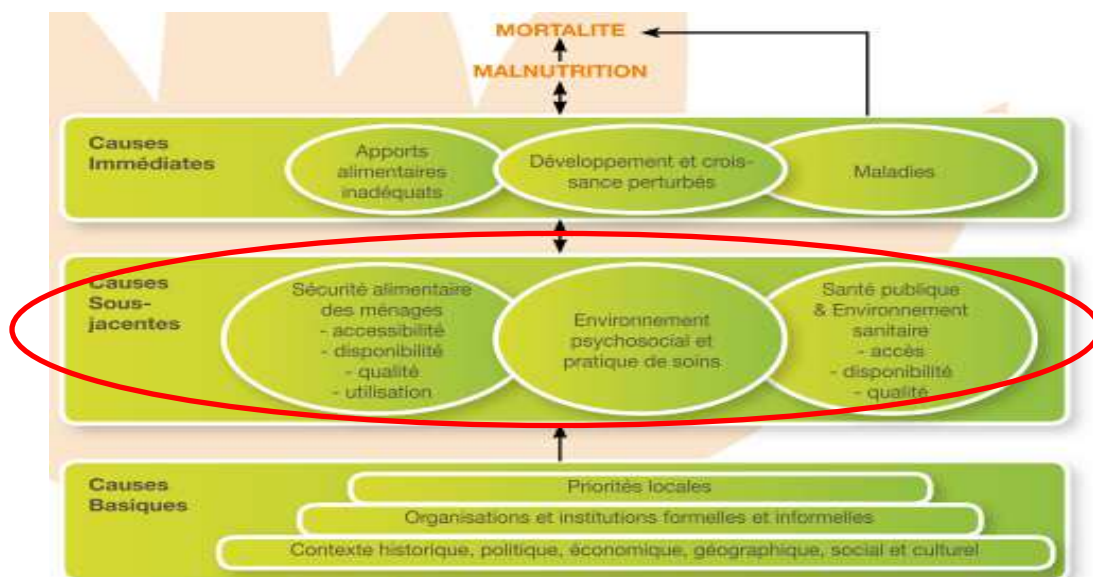 MORTALITE
MALNUTRITION
Causes
Immédiates
Apports
alimentaires
inadéquats
Développement et crois-
sance perturbés
Maladies
Causes
Sous-
jacentes
Sécurité alimentaire
des ménages
- accessibilité
- disponibilité
- qualité
- utilisation
Environnement
psychosocial et
pratique de soins
Santé publique
& Environnement
sanitaire
- accès
- disponibilité
- qualité
Causes
Basiques
Priorités locales
Organisations et institutions formelles et informelles
Contexte historique, politique, économique, géographique, social et culturel